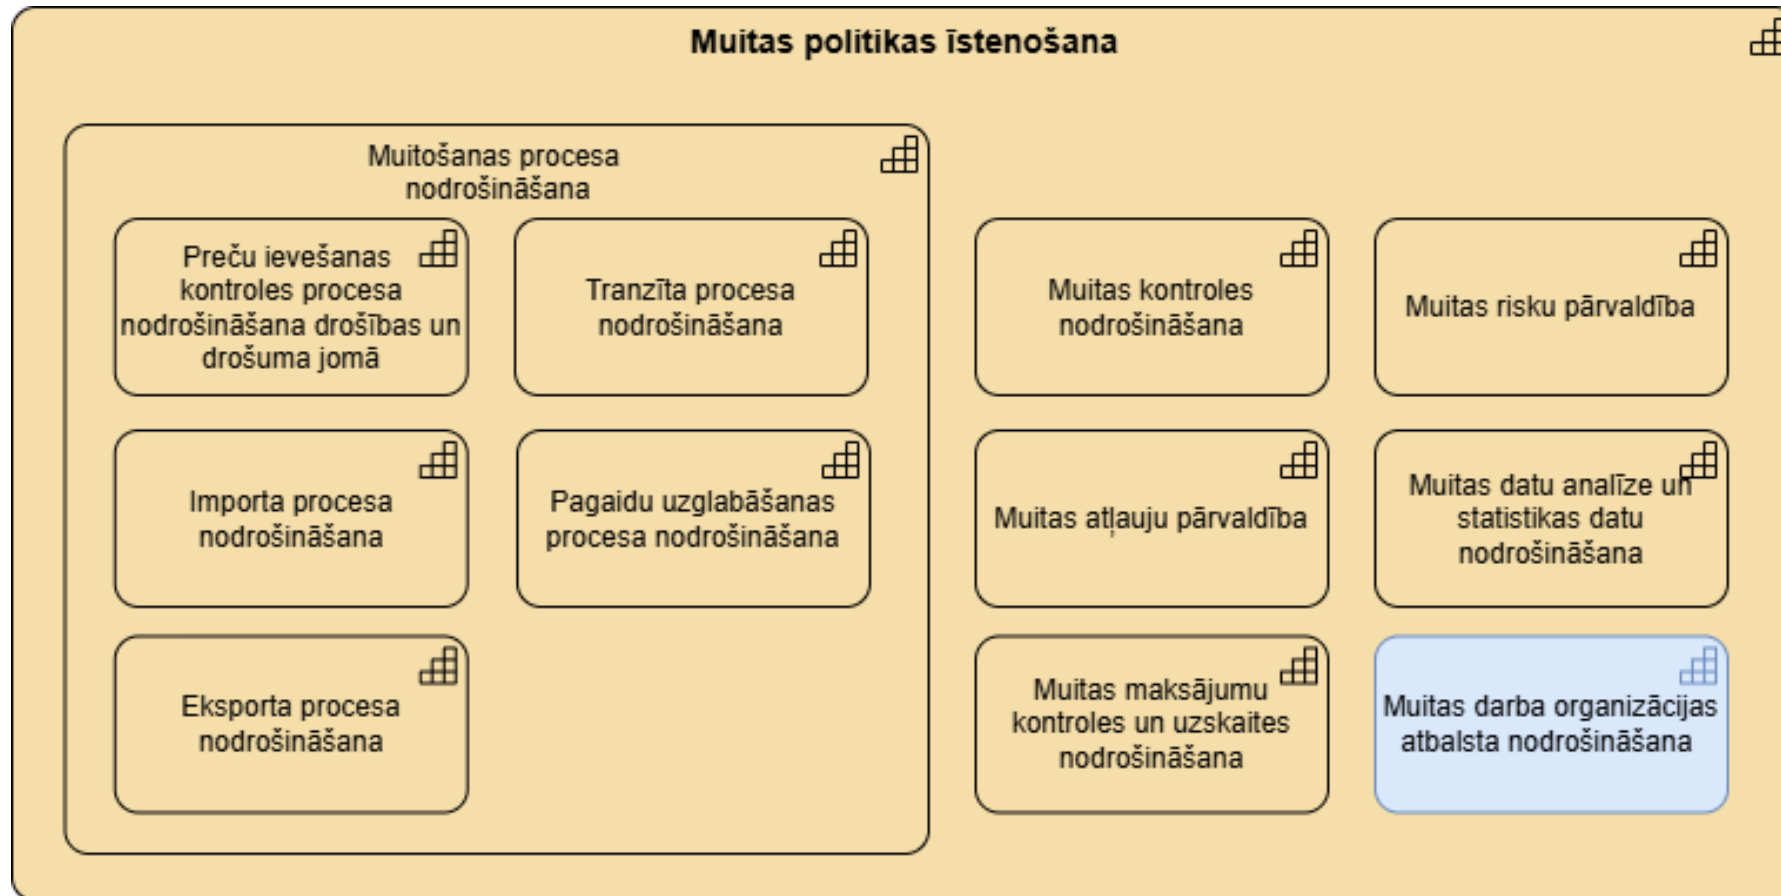 Muitas politikas īstenošana
Muitošanas procesa
nodrošināšana
Preču ievešanas
kontroles procesa
nodrošināšana drošības un
drošuma jomā
Tranzīta procesa
nodrošināšana
Muitas kontroles
nodrošināšana
Muitas risku pārvaldība
Importa procesa
nodrošināšana
Pagaidu uzglabāšanas
procesa nodrošināšana
Muitas atļauju pārvaldība
Muitas datu analīze un
statistikas datu
nodrošināšana
Eksporta procesa
nodrošināšana
Muitas maksājumu
kontroles un uzskaites
nodrošināšana
Muitas darba organizācijas
atbalsta nodrošināšana